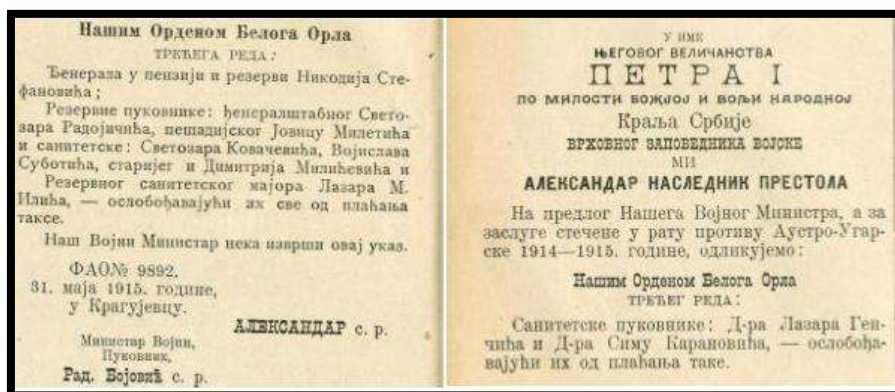 Нашим Орденом Белога Орла
ТРЕЋЕГА РЕДА:
Ђенерала у пензији и резерви Никодија Сте-
фановића;
Резервне пуковнике: ђенералштабног Свето-
зара Радојичића, пешадијског Јовицу Милетића
и санитетске: Светозара Ковачевића, Војислава
Суботића, старијег и Димитрија Милићевића и
Резервног санитетског мајора Лазара М.
Илића, — ослобођавајући их све од плаћања
таксе.
Наш Војни Министар нека изврши овај указ.
ФАО№ 9892.
31. маја 1915. године,
у Крагујевцу.
АЛЕКСАНДАР с. р.
Министар Војни,
Пуковник,
Рад. Бојовић с. р.
У ИМЕ
ЊЕГОВОГ ВЕЛИЧАНСТВА
ПЕТРА I
ПО МИЛОСТИ БОЖЈОЈ И ВОЉИ НАРОДНОЈ
Краља Србије
ВРХОВНОГ ЗАПОВЕДНИКА ВОЈСКЕ
МИ
АЛЕКСАНДАР НАСЛЕДНИК ПРЕСТОЛА
На предлог Нашега Војног Министра, а за
заслуге стечене у рату противу Аустро-Угар-
ске 1914—1915. године, одликујемо:
Нашим Орденом Белога Орла
ТРЕЋЕГ РЕДА:
Санитетске пуковнике: Д-ра Лазара Ген-
чића и Д-ра Симу Карановића, — ослобођа-
вајући их од плаћања таке.